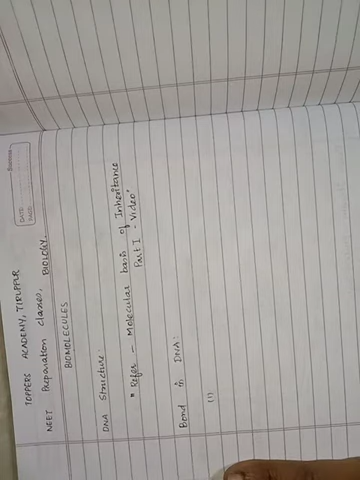 TOPPERS ACADEMY, TIRUPPUR
NEET Preparation classes, BIOLOGY.
BIOMOLECULES
DNA Structure:
" Refer - Molecular basis of Inheritance
Part I - Video"
Bond in DNA:
(1)
DATE
PAGE